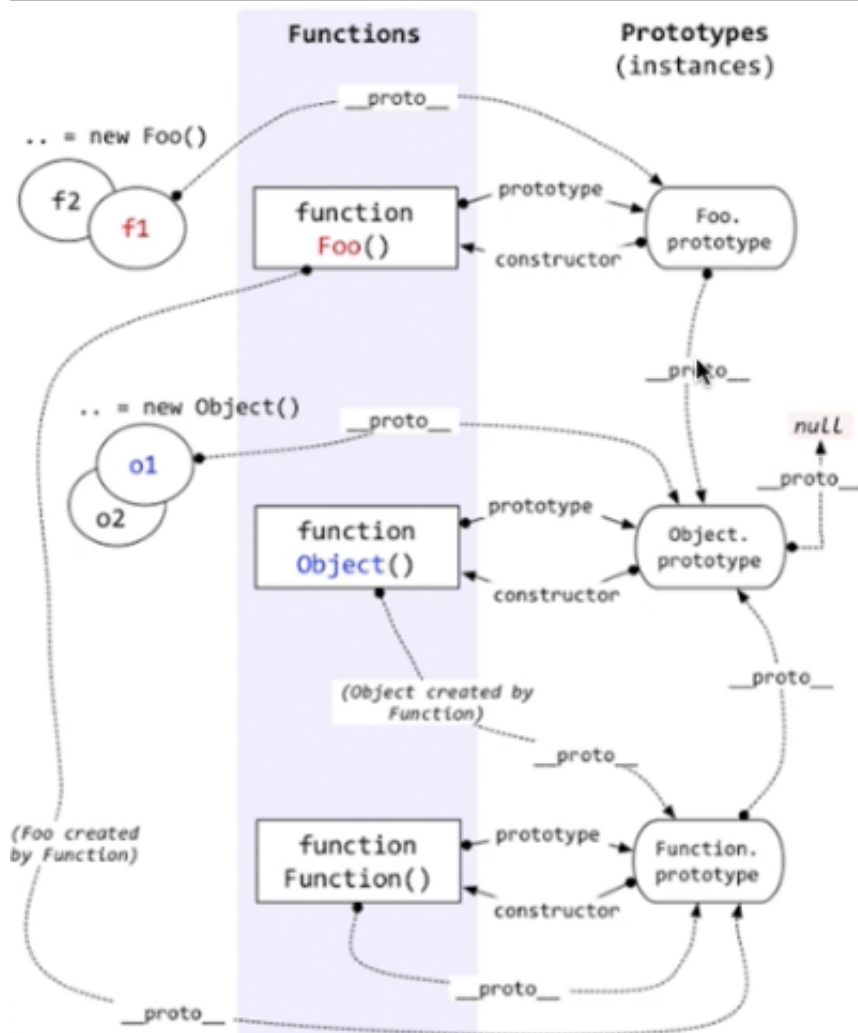 Functions
Prototypes
(instances)
__proto__
.. = new Foo()
f2
f1
function
Foo()
prototype
constructor
Foo.
prototype
__proto__
.. = new Object()
__proto__
null
__proto__
o1
o2
function
Object()
prototype
constructor
Object.
prototype
(Object created by
Function)
__proto__
__proto__
(Foo created
by Function)
function
Function()
prototype
constructor
Function.
prototype
__proto__
__proto__